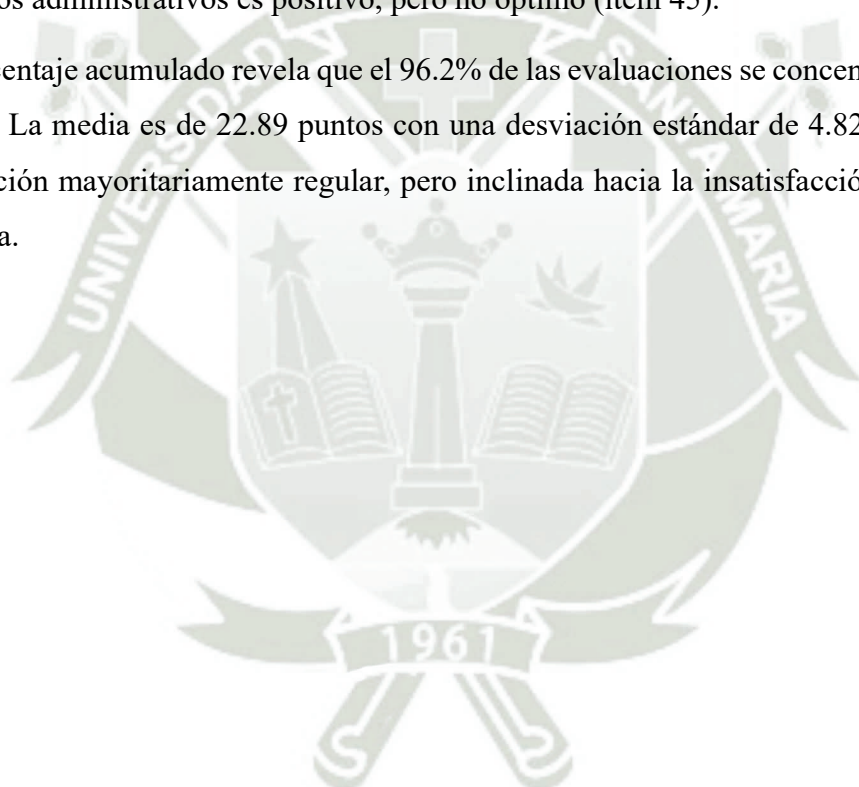 os administrativos es positivo, pero no óptimo (ítem 45).
entaje acumulado revela que el 96.2% de las evaluaciones se concen
La media es de 22.89 puntos con una desviación estándar de 4.82
ción mayoritariamente regular, pero inclinada hacia la insatisfacció
a.
UNIVERSIDAD
SANTA MARIA
1961